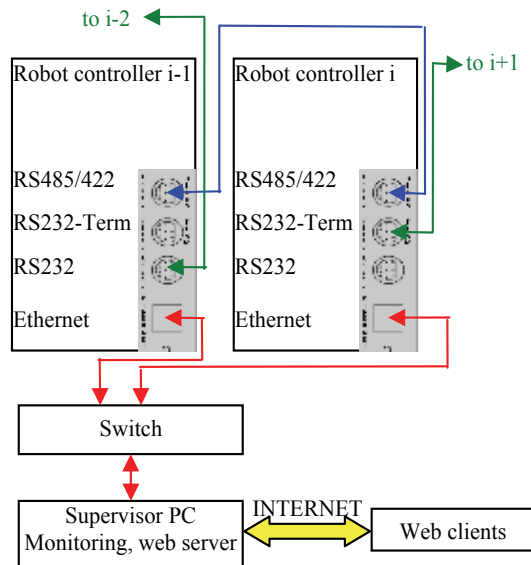 to i-2
to i+1
Robot controller i-1
RS485/422
RS232-Term
RS232
Ethernet
Robot controller i
RS485/422
RS232-Term
RS232
Ethernet
Switch
Supervisor PC
Monitoring, web server
INTERNET
Web clients